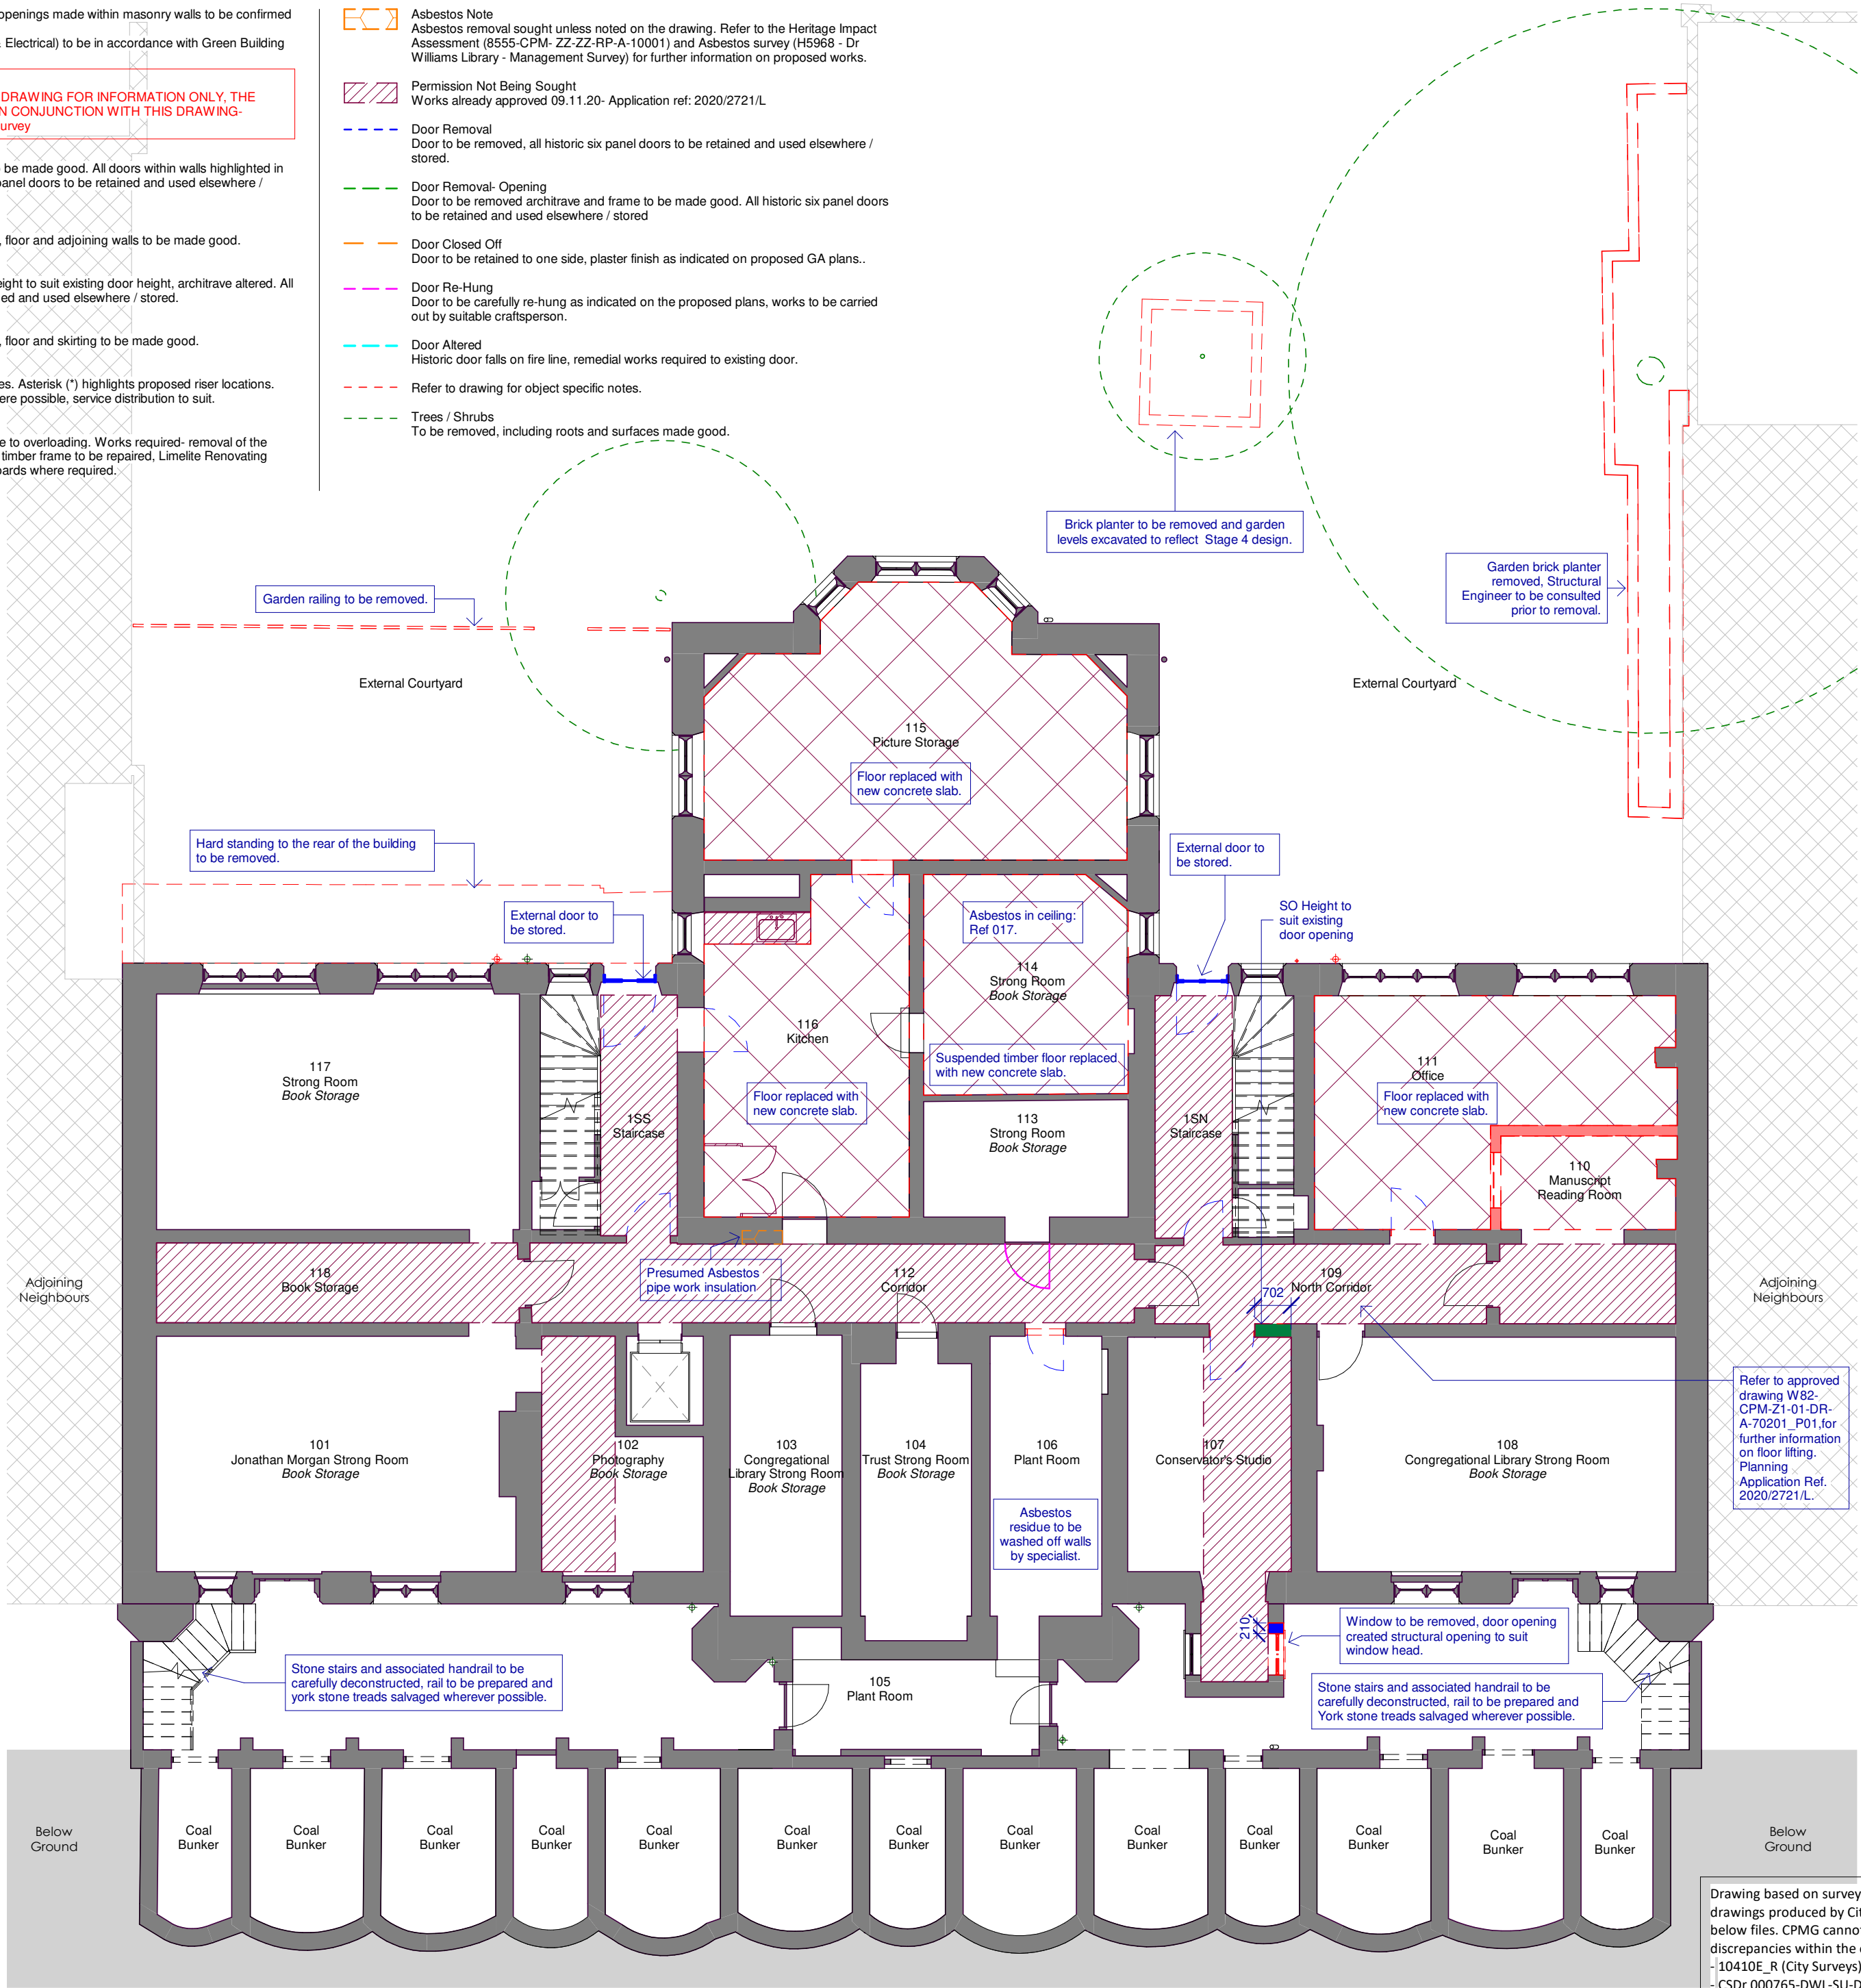 openings made within masonry walls to be confirmed
Electrical) to be in accordance with Green Building
DRAWING FOR INFORMATION ONLY, THE
N CONJUNCTION WITH THIS DRAWING-
urvey
be made good. All doors within walls highlighted in
panel doors to be retained and used elsewhere /
, floor and adjoining walls to be made good.
eight to suit existing door height, architrave altered. All
ed and used elsewhere / stored.
, floor and skirting to be made good.
es. Asterisk (*) highlights proposed riser locations.
ere possible, service distribution to suit.
e to overloading. Works required- removal of the
timber frame to be repaired, Limelite Renovating
oards where required.
Asbestos Note
Asbestos removal sought unless noted on the drawing. Refer to the Heritage Impact
Assessment (8555-CPM- ZZ-ZZ-RP-A-10001) and Asbestos survey (H5968 - Dr
Williams Library - Management Survey) for further information on proposed works.
Permission Not Being Sought
Works already approved 09.11.20- Application ref: 2020/2721/L
Door Removal
Door to be removed, all historic six panel doors to be retained and used elsewhere /
stored.
Door Removal- Opening
Door to be removed architrave and frame to be made good. All historic six panel doors
to be retained and used elsewhere / stored
Door Closed Off
Door to be retained to one side, plaster finish as indicated on proposed GA plans..
Door Re-Hung
Door to be carefully re-hung as indicated on the proposed plans, works to be carried
out by suitable craftsperson.
Door Altered
Historic door falls on fire line, remedial works required to existing door.
Refer to drawing for object specific notes.
Trees / Shrubs
To be removed, including roots and surfaces made good.
Brick planter to be removed and garden
levels excavated to reflect Stage 4 design.
Garden brick planter
removed, Structural
Engineer to be consulted
prior to removal.
Garden railing to be removed.
External Courtyard
External Courtyard
115
Picture Storage
Floor replaced with
new concrete slab.
Hard standing to the rear of the building
to be removed.
External door to
be stored.
External door to
be stored.
SO Height to
suit existing
door opening
Asbestos in ceiling:
Ref 017.
114
Strong Room
Book Storage
Suspended timber floor replaced
with new concrete slab.
116
Kitchen
Floor replaced with
new concrete slab.
117
Strong Room
Book Storage
1SS
Staircase
113
Strong Room
Book Storage
1SN
Staircase
111
Office
Floor replaced with
new concrete slab.
110
Manuscript
Reading Room
Adjoining
Neighbours
118
Book Storage
Presumed Asbestos
pipe work insulation
112
Corridor
702
109
North Corridor
Adjoining
Neighbours
Refer to approved
drawing W82-
CPM-Z1-01-DR-
A-70201_P01,for
further information
on floor lifting.
Planning
Application Ref.
2020/2721/L.
101
Jonathan Morgan Strong Room
Book Storage
102
Photography
Book Storage
103
Congregational
Library Strong Room
Book Storage
104
Trust Strong Room
Book Storage
106
Plant Room
Asbestos
residue to be
washed off walls
by specialist.
107
Conservator's Studio
108
Congregational Library Strong Room
Book Storage
210
Window to be removed, door opening
created structural opening to suit
window head.
Stone stairs and associated handrail to be
carefully deconstructed, rail to be prepared and
york stone treads salvaged wherever possible.
105
Plant Room
Stone stairs and associated handrail to be
carefully deconstructed, rail to be prepared and
York stone treads salvaged wherever possible.
Below
Ground
Coal
Bunker
Coal
Bunker
Coal
Bunker
Coal
Bunker
Coal
Bunker
Coal
Bunker
Coal
Bunker
Coal
Bunker
Coal
Bunker
Coal
Bunker
Coal
Bunker
Coal
Bunker
Coal
Bunker
Below
Ground
Drawing based on survey
drawings produced by Cit
below files. CPMG canno
discrepancies within the
- 10410E_R (City Surveys)
- CSDr 000765-DWL-SU-D